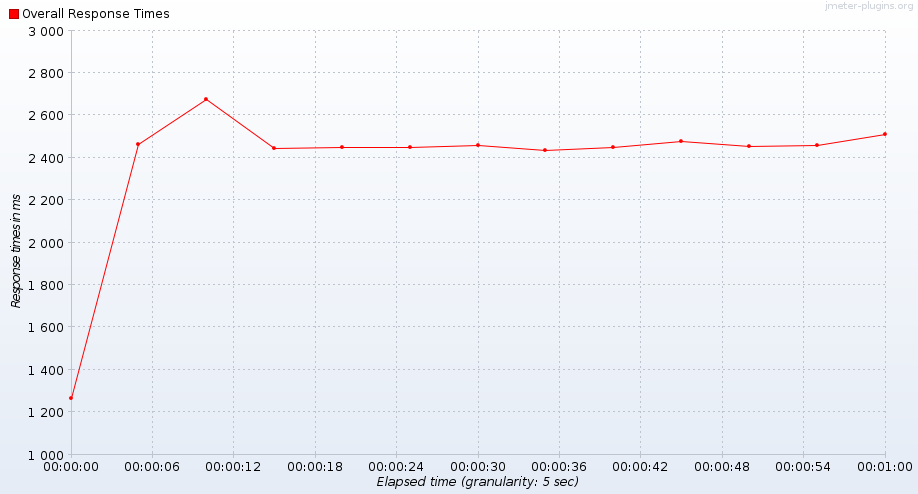 jmeter-plugins.org
Overall Response Times
3 000
2 800
2 600
2 400
2 200
2 000
1 800
1 600
1 400
1 200
1 000
Response times in ms
00:00:00 00:00:06 00:00:12 00:00:18 00:00:24 00:00:30 00:00:36 00:00:42 00:00:48 00:00:54 00:01:00
Elapsed time (granularity: 5 sec)